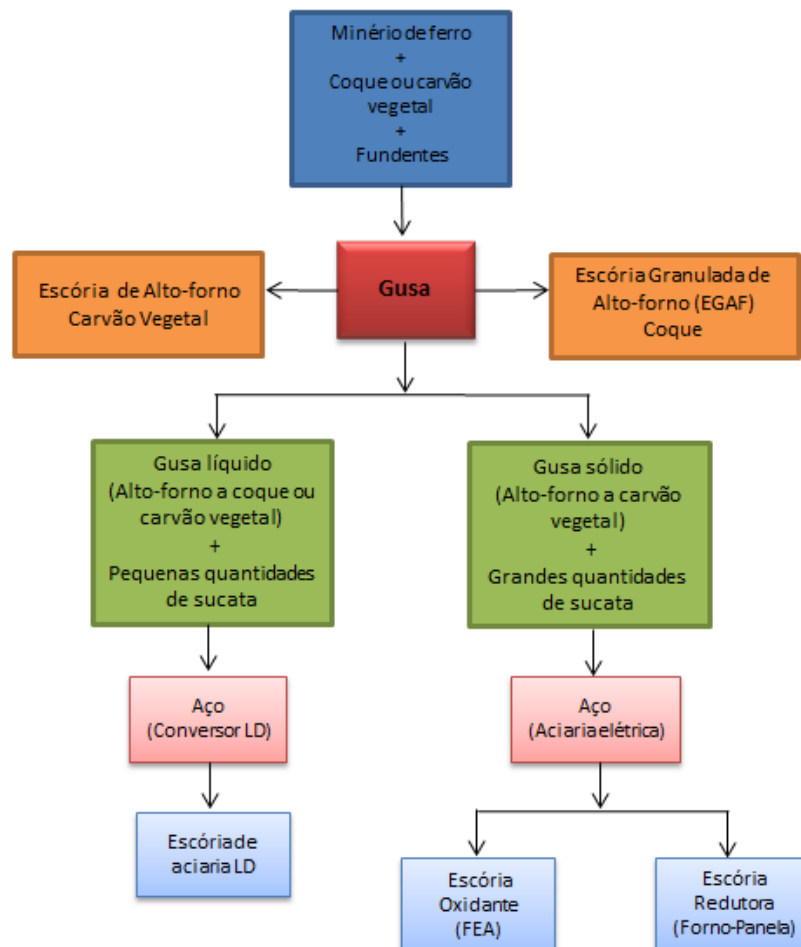 Minério de ferro
+
Coque ou carvão
vegetal
+
Fundentes
Escória de Alto-forno
Carvão Vegetal
Gusa
Escória Granulada de
Alto-forno (EGAF)
Coque
Gusa líquido
(Alto-forno a coque ou
carvão vegetal)
+
Pequenas quantidades
de sucata
Gusa sólido
(Alto-forno a carvão
vegetal)
+
Grandes quantidades
de sucata
Aço
(Conversor LD)
Aço
(Aciaria elétrica)
Escória de
aciaria LD
Escória
Oxidante
(FEA)
Escória
Redutora
(Forno-Panela)